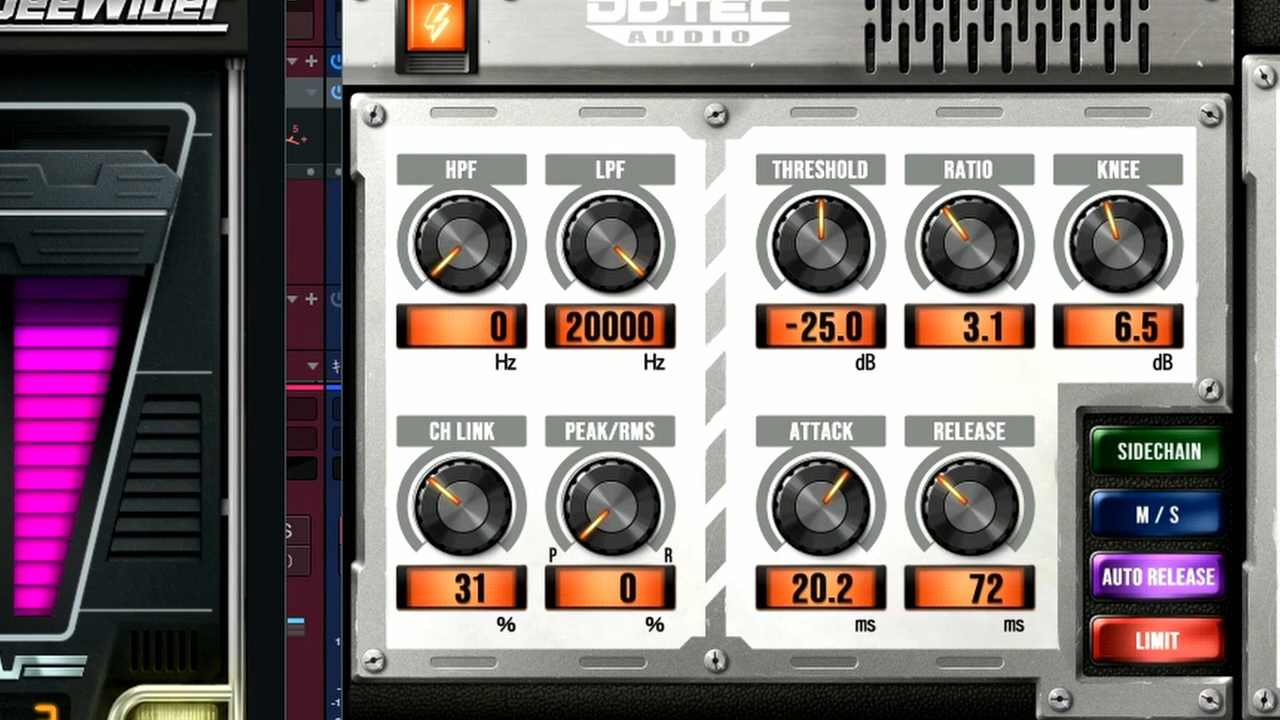 AUDIO
HPF
LPF
THRESHOLD
RATIO
KNEE
0
20000
-25.0
3.1
6.5
Hz
Hz
dB
dB
CH LINK
PEAK/RMS
ATTACK
RELEASE
SIDECHAIN
M / S
P
R
31
0
20.2
72
AUTO RELEASE
%
%
ms
ms
LIMIT